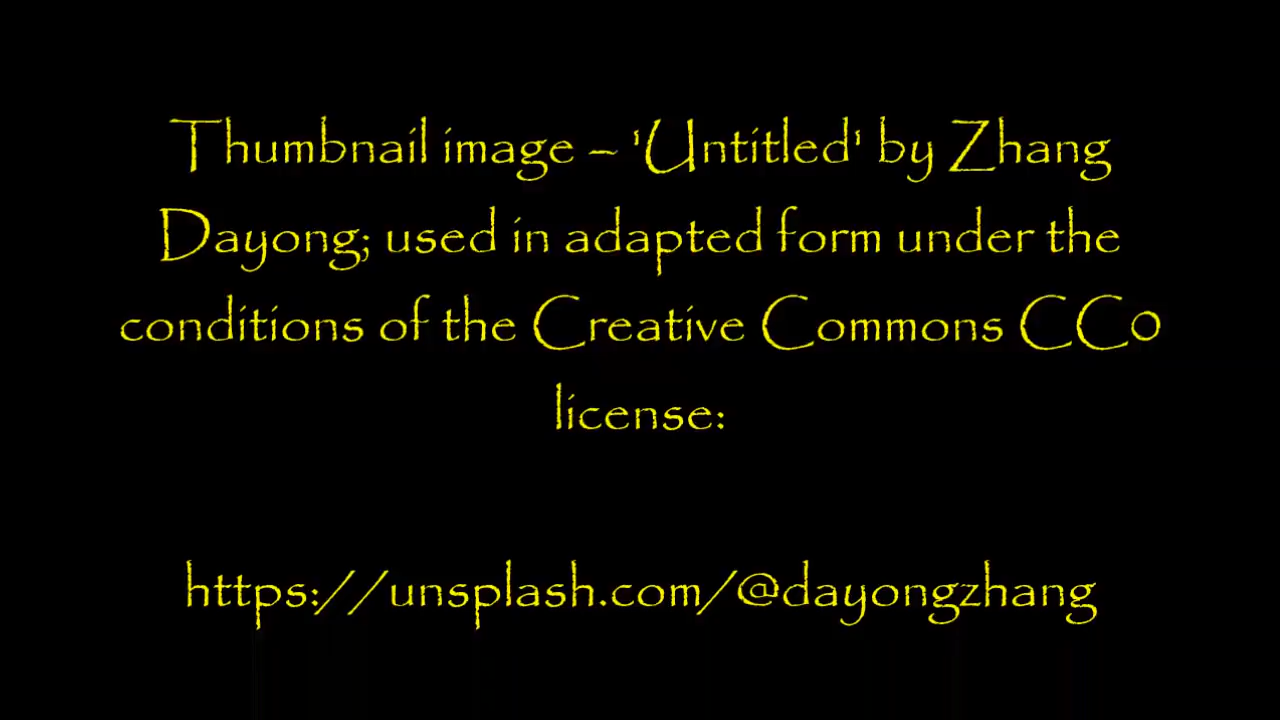 Thumbnail image – 'Untitled' by Zhang
Dayong; used in adapted form under the
conditions of the Creative Commons CC0
license:
https://unsplash.com/@dayongzhang